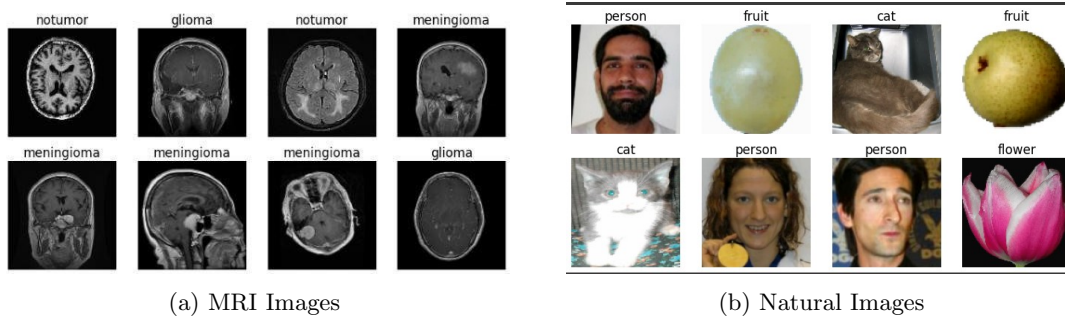 notumor glioma notumor meningioma
meningioma meningioma meningioma glioma
(a) MRI Images
person fruit cat fruit
cat person person flower
(b) Natural Images